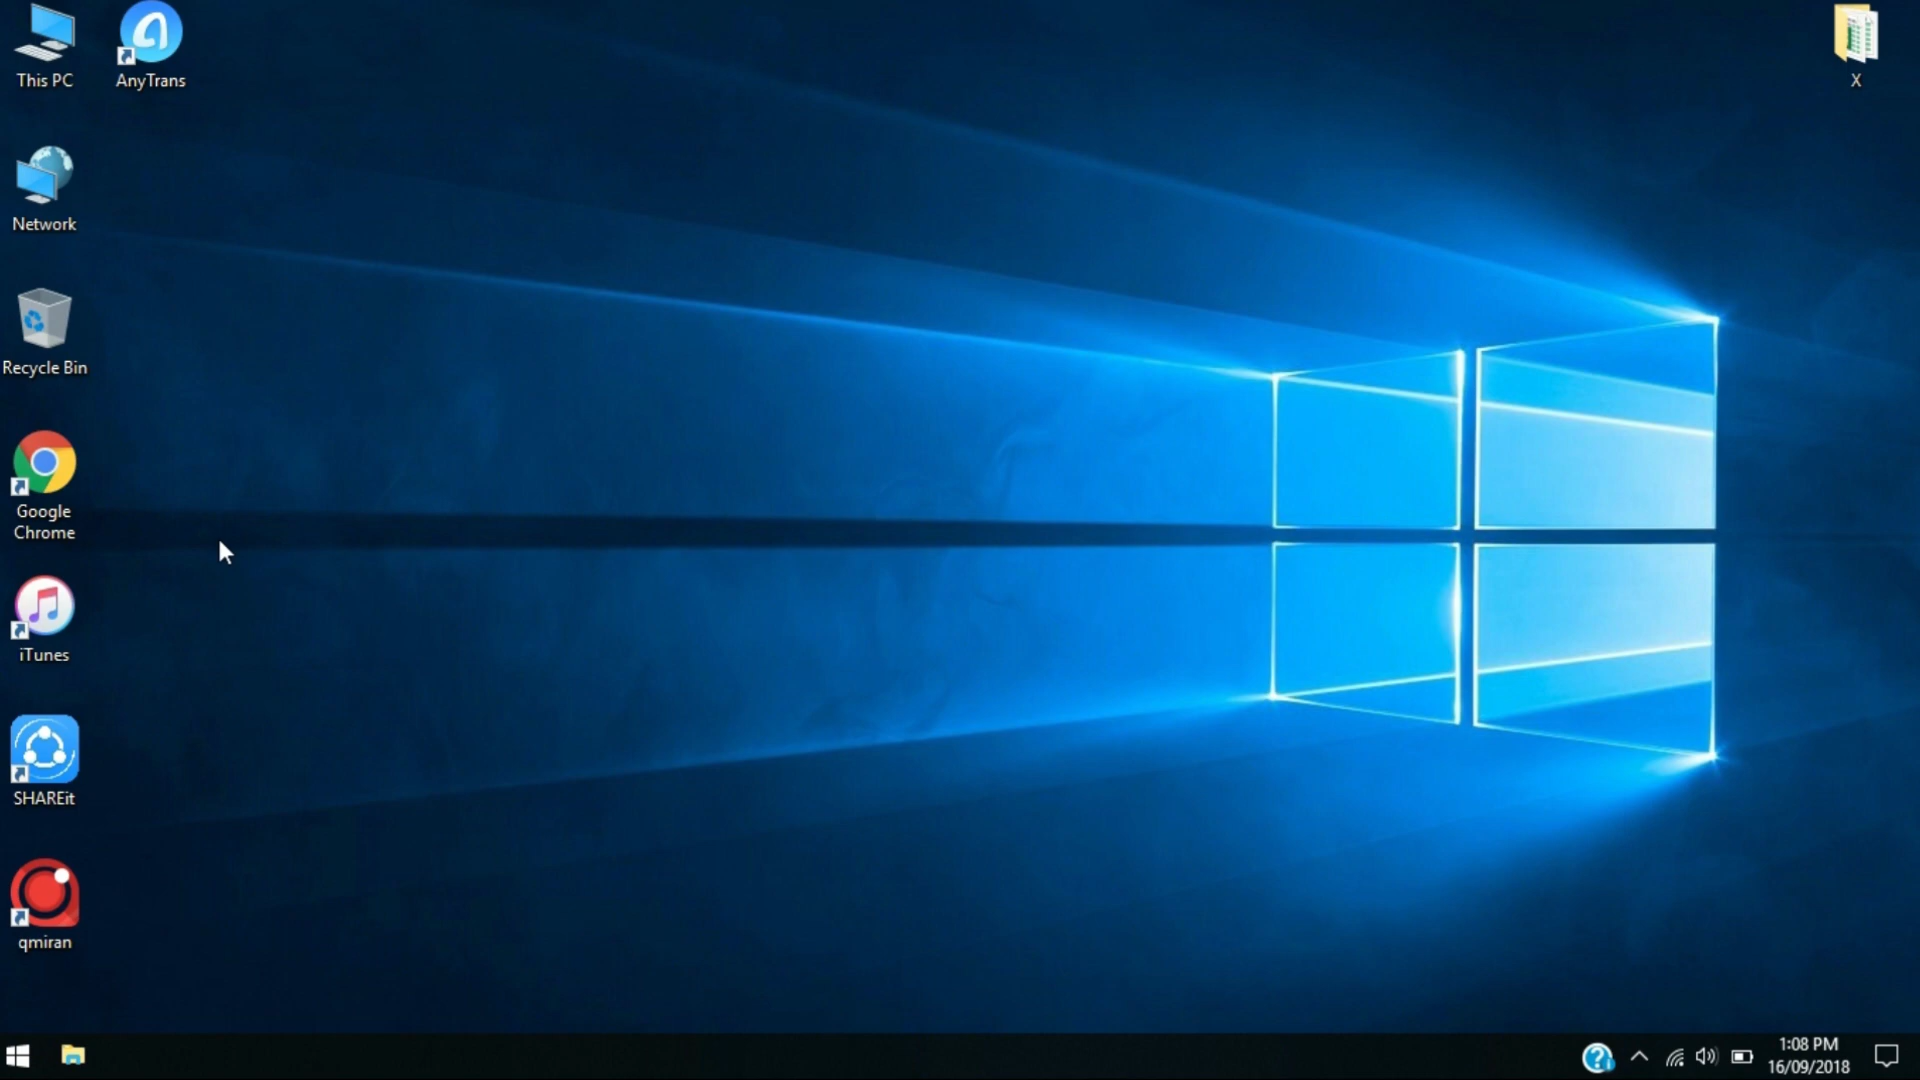 This PC
AnyTrans
X
Network
Recycle Bin
Google
Chrome
iTunes
SHAREit
qmiran
1:08 PM
16/09/2018